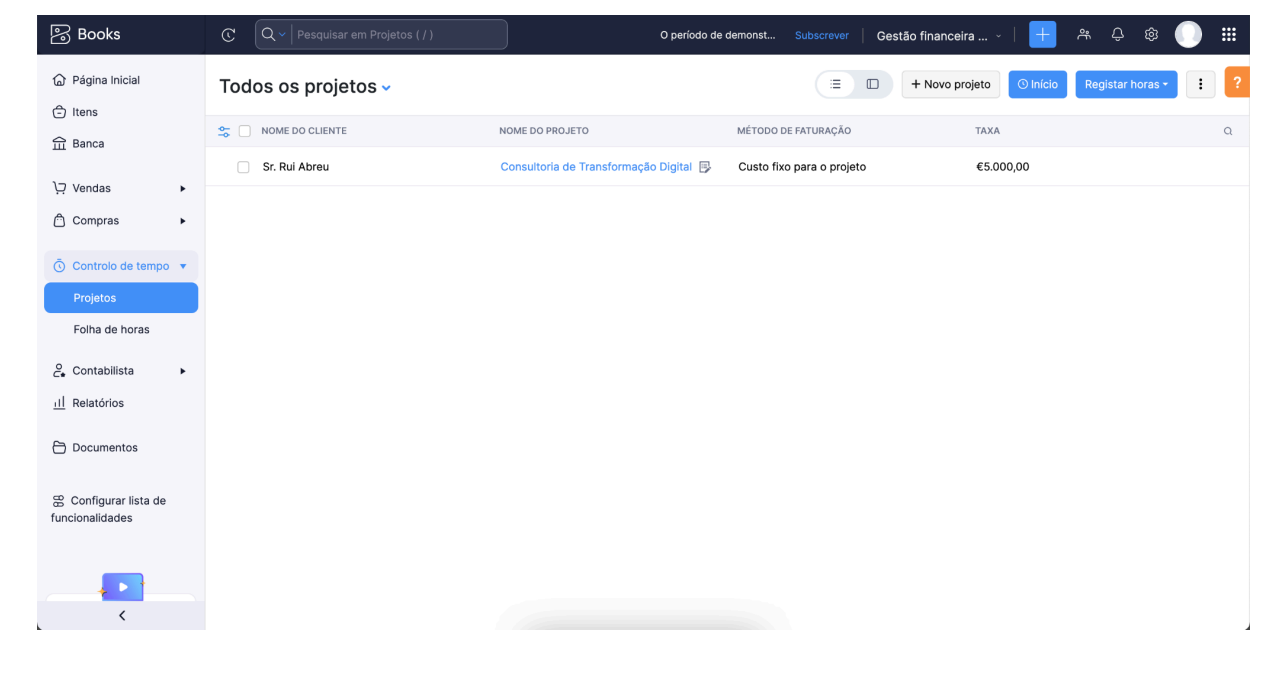 Books
Pesquisar em Projetos ( / )
O período de demonst...
Subscrever
Gestão financeira ...
Página Inicial
Itens
Banca
Vendas
Compras
Controlo de tempo
Projetos
Folha de horas
Contabilista
Relatórios
Documentos
Configurar lista de
funcionalidades
Todos os projetos
+ Novo projeto
Início
Registar horas
?
NOME DO CLIENTE
NOME DO PROJETO
MÉTODO DE FATURAÇÃO
TAXA
Sr. Rui Abreu
Consultoria de Transformação Digital
Custo fixo para o projeto
€5.000,00